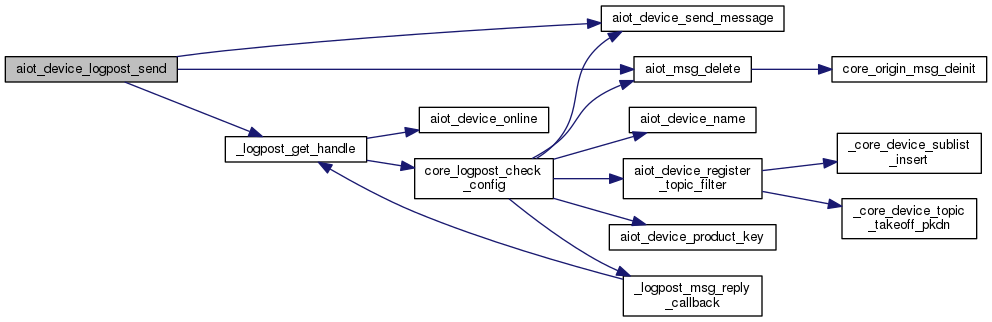 aiot_device_send_message
aiot_device_logpost_send
aiot_msg_delete
core_origin_msg_deinit
aiot_device_online
aiot_device_name
_logpost_get_handle
_core_device_sublist
_insert
core_logpost_check
_config
aiot_device_register
_topic_filter
_core_device_topic
_takeoff_pkdn
aiot_device_product_key
_logpost_msg_reply
_callback